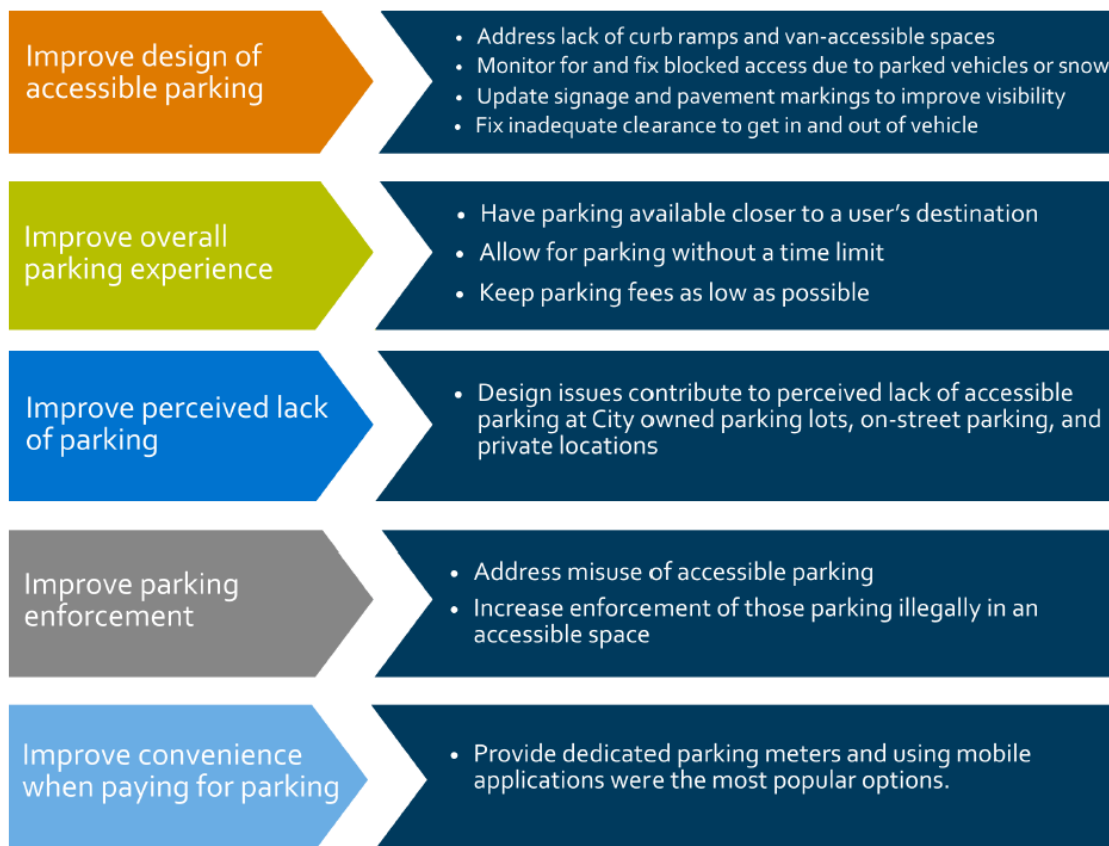 Improve design of
accessible parking
• Address lack of curb ramps and van-accessible spaces
• Monitor for and fix blocked access due to parked vehicles or snow
• Update signage and pavement markings to improve visibility
• Fix inadequate clearance to get in and out of vehicle
Improve overall
parking experience
• Have parking available closer to a user’s destination
• Allow for parking without a time limit
• Keep parking fees as low as possible
Improve perceived lack
of parking
• Design issues contribute to perceived lack of accessible
parking at City owned parking lots, on-street parking, and
private locations
Improve parking
enforcement
• Address misuse of accessible parking
• Increase enforcement of those parking illegally in an
accessible space
Improve convenience
when paying for parking
• Provide dedicated parking meters and using mobile
applications were the most popular options.